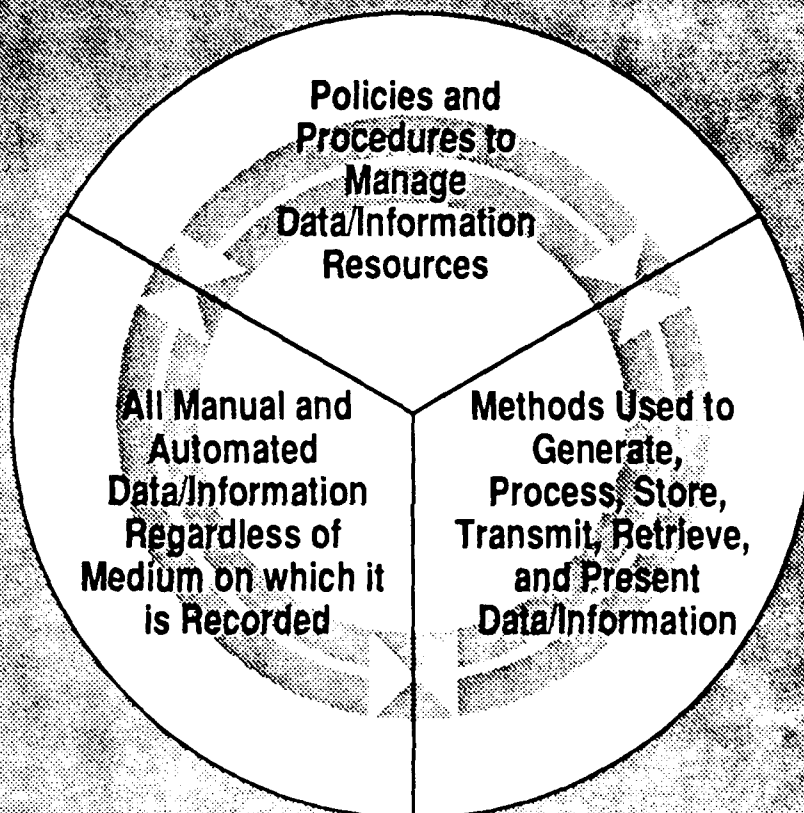 Policies and
Procedures to
Manage
Data/Information
Resources
All Manual and
Automated
Data/Information
Regardless of
Medium on which it
is Recorded
Methods Used to
Generate,
Process, Store,
Transmit, Retrieve,
and Present
Data/Information